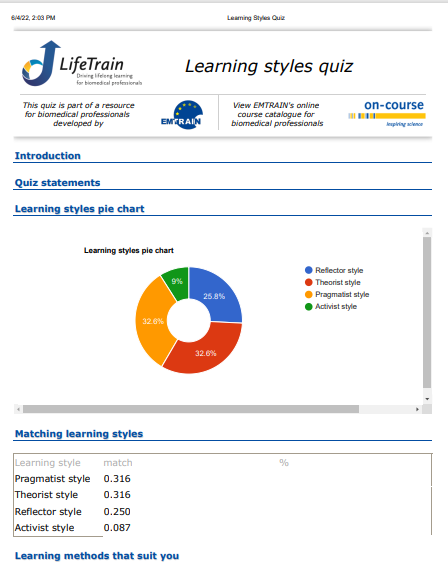 6/4/22, 2:03 PM
Learning Styles Quiz
LifeTrain
Driving lifelong learning
for biomedical professionals
Learning styles quiz
This quiz is part of a resource
for biomedical professionals
developed by
EMTRAIN
View EMTRAIN's online
course catalogue for
biomedical professionals
on-course
inspiring science
Introduction
Quiz statements
Learning styles pie chart
Learning styles pie chart
9%
25.8%
32.6%
32.6%
Reflector style
Theorist style
Pragmatist style
Activist style
Matching learning styles
Learning style match %
Pragmatist style 0.316
Theorist style 0.316
Reflector style 0.250
Activist style 0.087
Learning methods that suit you